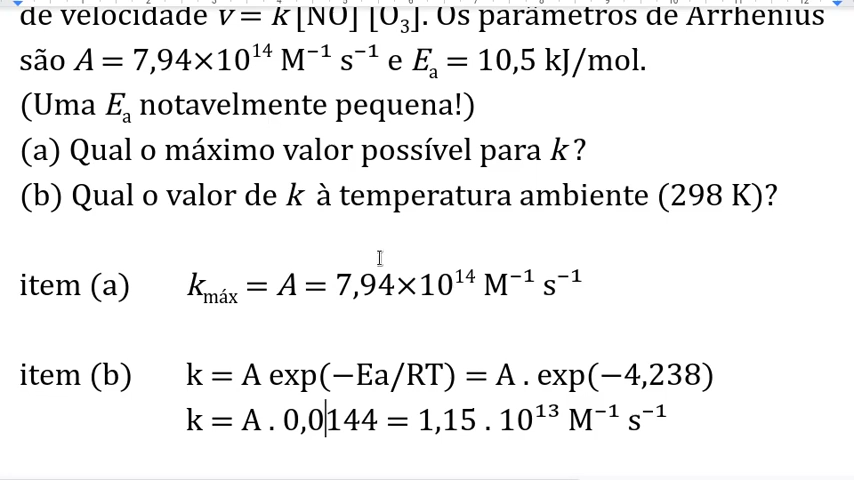 de velocidade v = k [NO] [O₃]. Os parâmetros de Arrhenius
são A = 7,94×10¹⁴ M⁻¹ s⁻¹ e Eₐ = 10,5 kJ/mol.
(Uma Eₐ notavelmente pequena!)
(a) Qual o máximo valor possível para k?
(b) Qual o valor de k à temperatura ambiente (298 K)?
item (a) kmáx = A = 7,94×10¹⁴ M⁻¹ s⁻¹
item (b) k = A exp(−Ea/RT) = A . exp(−4,238)
k = A . 0,0144 = 1,15 . 10¹³ M⁻¹ s⁻¹